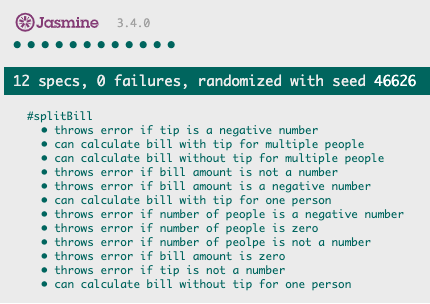 Jasmine 3.4.0
12 specs, 0 failures, randomized with seed 46626
#splitBill
throws error if tip is a negative number
can calculate bill with tip for multiple people
can calculate bill without tip for multiple people
throws error if bill amount is not a number
throws error if bill amount is a negative number
can calculate bill with tip for one person
throws error if number of people is a negative number
throws error if number of people is zero
throws error if number of peolpe is not a number
throws error if bill amount is zero
throws error if tip is not a number
can calculate bill without tip for one person